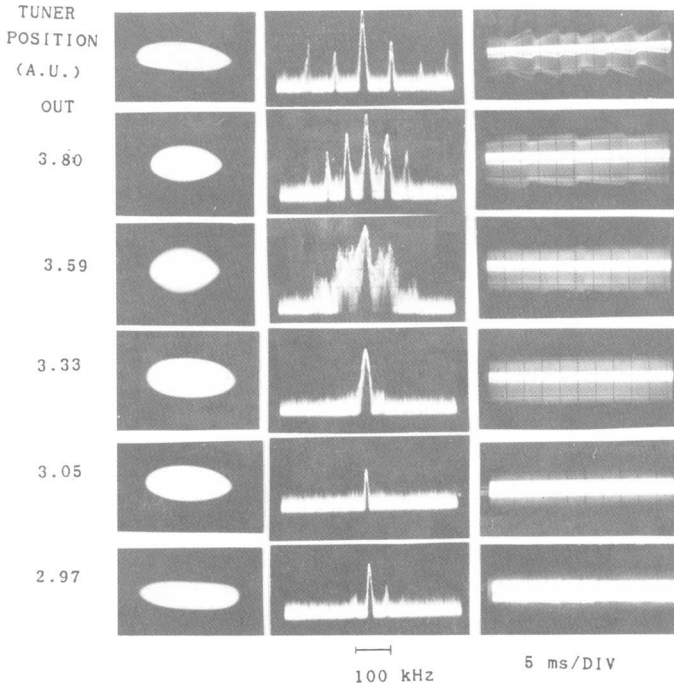 TUNER
POSITION
(A.U.)
OUT
3.80
3.59
3.33
3.05
2.97
100 kHz
5 ms/DIV